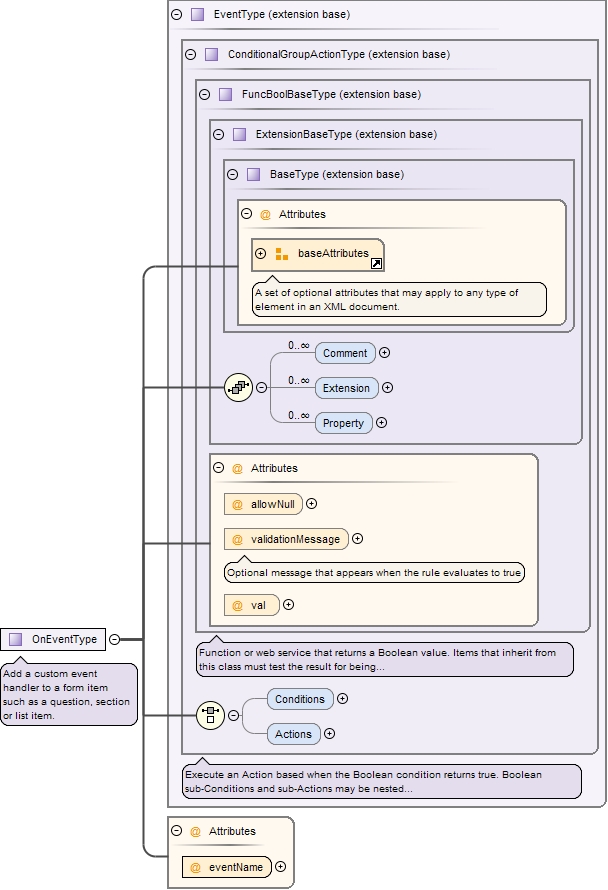 EventType (extension base)
ConditionalGroupActionType (extension base)
FuncBoolBaseType (extension base)
ExtensionBaseType (extension base)
BaseType (extension base)
@ Attributes
baseAttributes
A set of optional attributes that may apply to any type of
element in an XML document.
0..∞
Comment
0..∞
Extension
0..∞
Property
@ Attributes
@ allowNull
@ validationMessage
Optional message that appears when the rule evaluates to true
@ val
OnEventType
Add a custom event
handler to a form item
such as a question, section
or list item.
Function or web service that returns a Boolean value. Items that inherit from
this class must test the result for being...
Conditions
Actions
Execute an Action based when the Boolean condition returns true. Boolean
sub-Conditions and sub-Actions may be nested...
@ Attributes
@ eventName